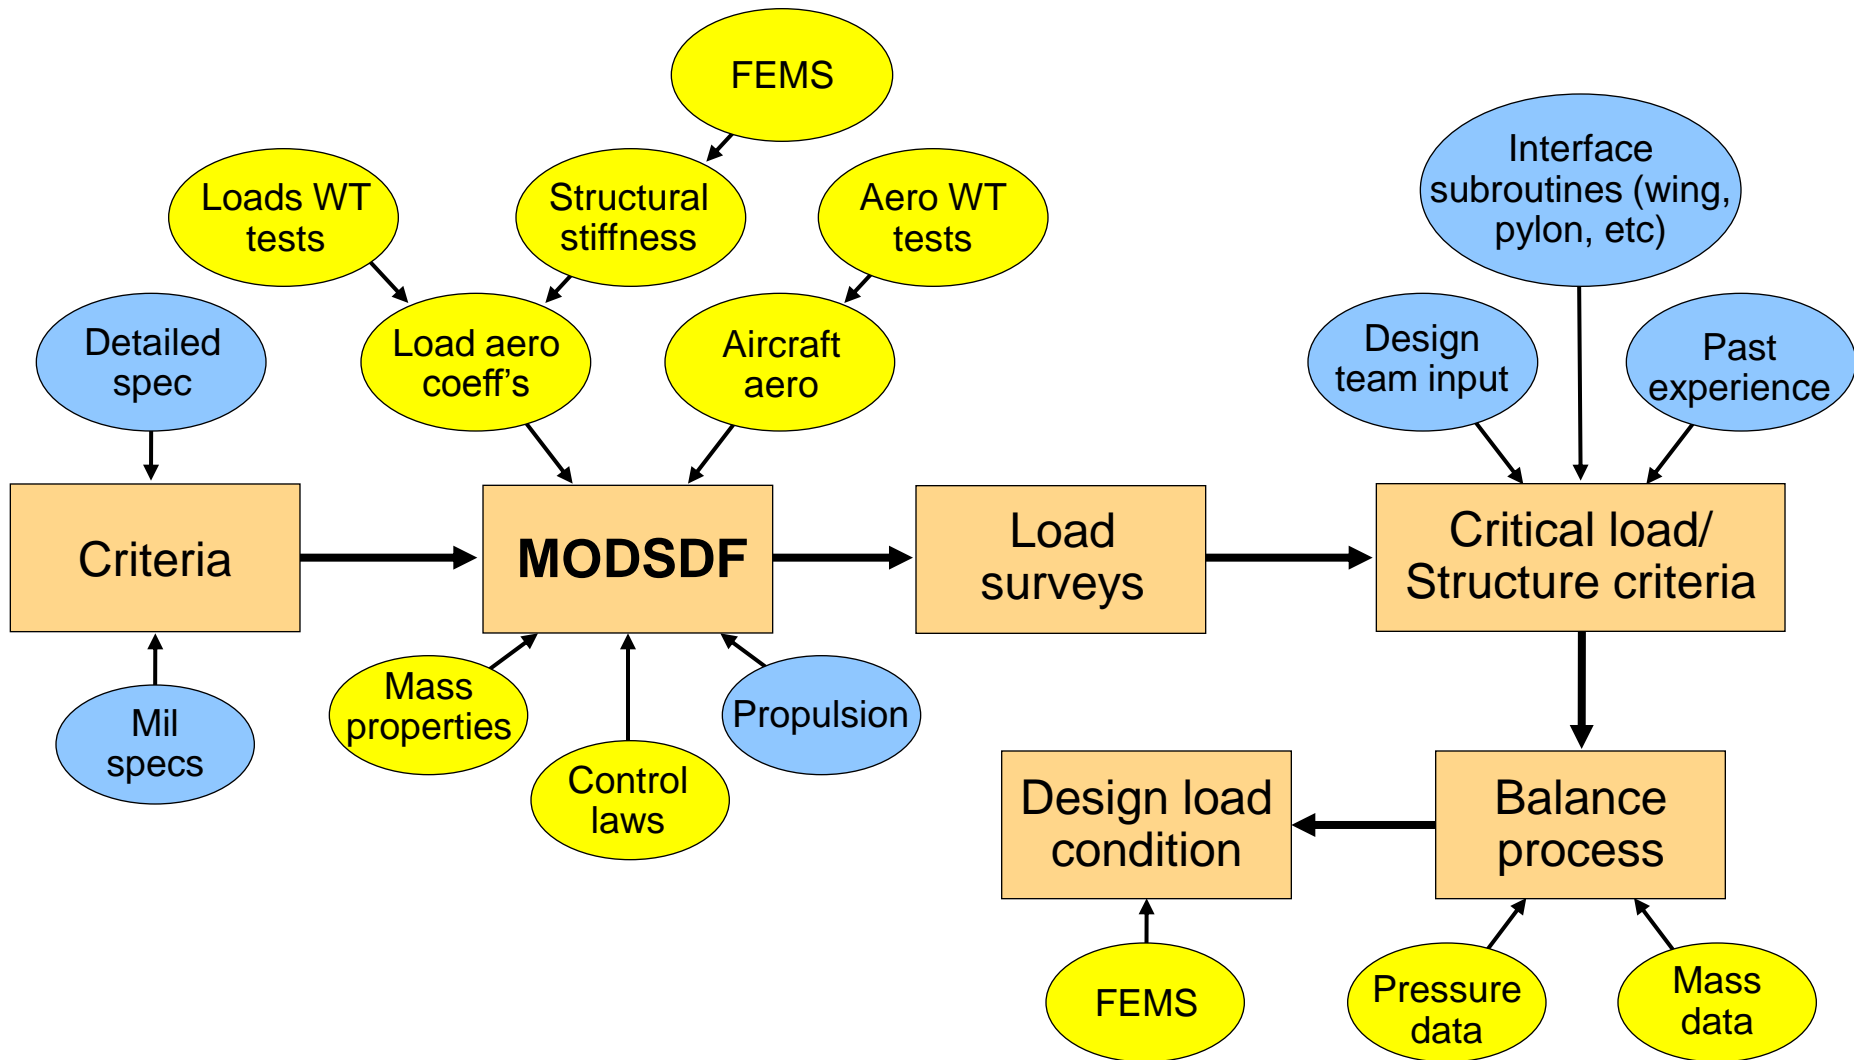 FEMS
Interface
subroutines (wing,
pylon, etc)
Loads WT
tests
Structural
stiffness
Aero WT
tests
Detailed
spec
Load aero
coeff’s
Aircraft
aero
Design
team input
Past
experience
Criteria
MODSDF
Load
surveys
Critical load/
Structure criteria
Mil
specs
Mass
properties
Control
laws
Propulsion
Design load
condition
Balance
process
FEMS
Pressure
data
Mass
data